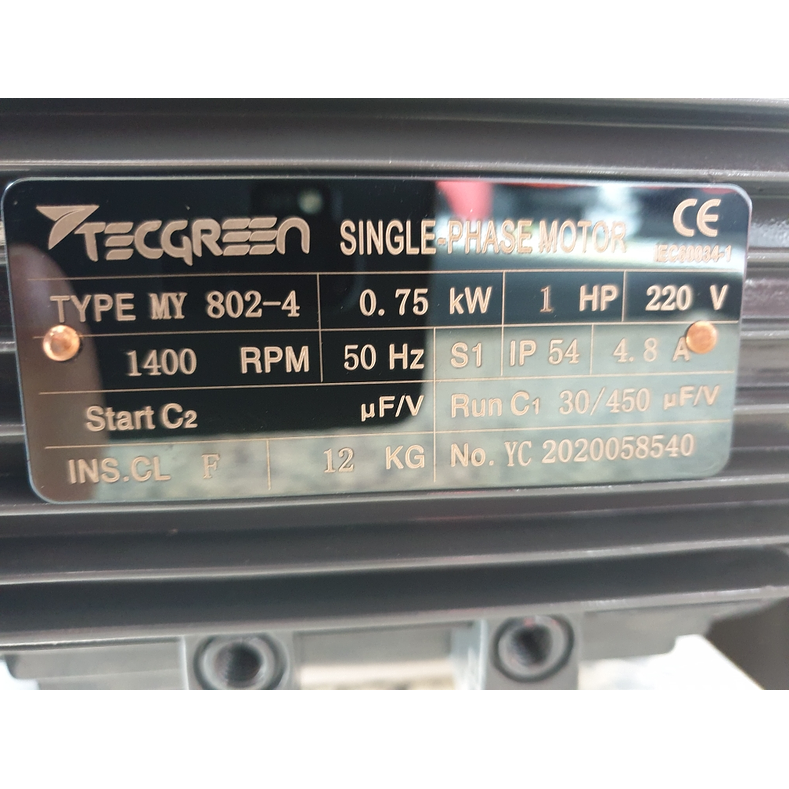 TECGREEN SINGLE-PHASE MOTOR CE
IEC60034-1
TYPE MY 802-4 0.75 kW 1 HP 220 V
1400 RPM 50 Hz S1 IP 54 4.8 A
Start C2 µF/V Run C1 30/450 µF/V
INS.CL F 12 KG No. YC 2020058540